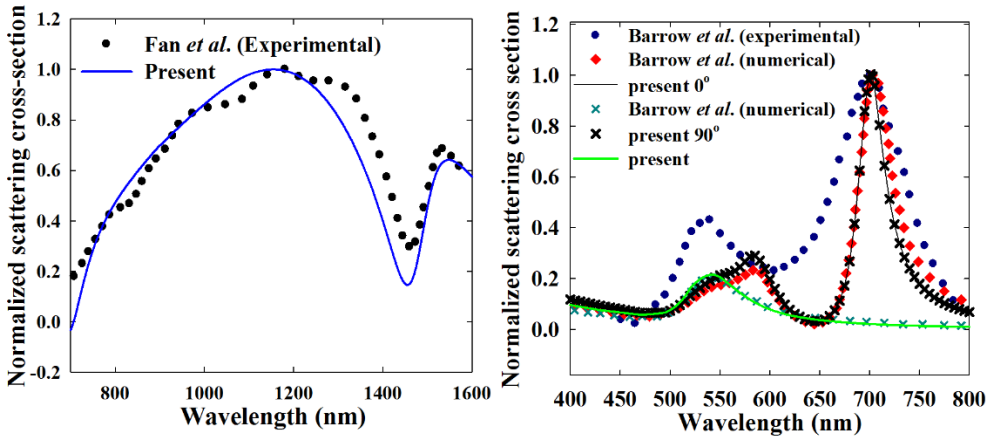 Normalized scattering cross-section
1.2
1.0
0.8
0.6
0.4
0.2
0.0
-0.2
Fan et al. (Experimental)
Present
800
1000
1200
1400
1600
Wavelength (nm)
Normalized scattering cross section
1.2
1.0
0.8
0.6
0.4
0.2
0.0
Barrow et al. (experimental)
Barrow et al. (numerical)
present 0°
Barrow et al. (numerical)
present 90°
present
400
450
500
550
600
650
700
750
800
Wavelength (nm)